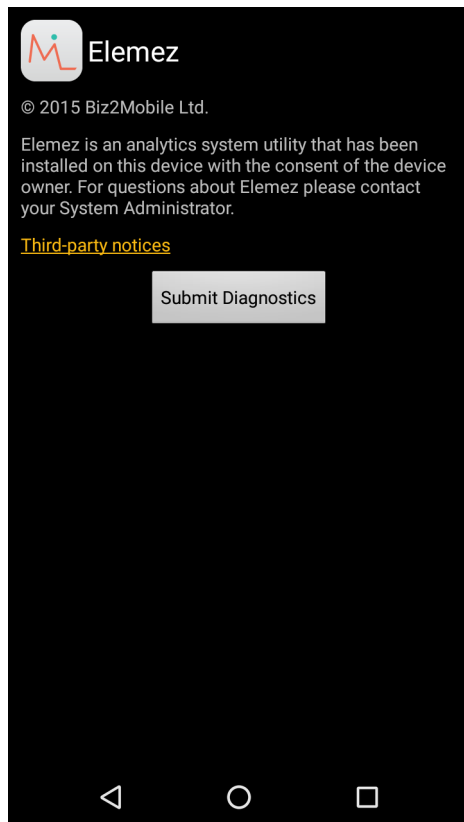 Elemez
© 2015 Biz2Mobile Ltd.
Elemez is an analytics system utility that has been
installed on this device with the consent of the device
owner. For questions about Elemez please contact
your System Administrator.
Third-party notices
Submit Diagnostics